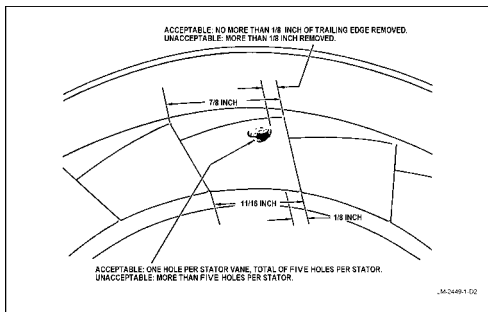 ACCEPTABLE: NO MORE THAN 1/8 INCH OF TRAILING EDGE REMOVED.
UNACCEPTABLE: MORE THAN 1/8 INCH REMOVED.
7/8 INCH
11/16 INCH
1/8 INCH
ACCEPTABLE: ONE HOLE PER STATOR VANE, TOTAL OF FIVE HOLES PER STATOR.
UNACCEPTABLE: MORE THAN FIVE HOLES PER STATOR.
LM-2449-1-D2